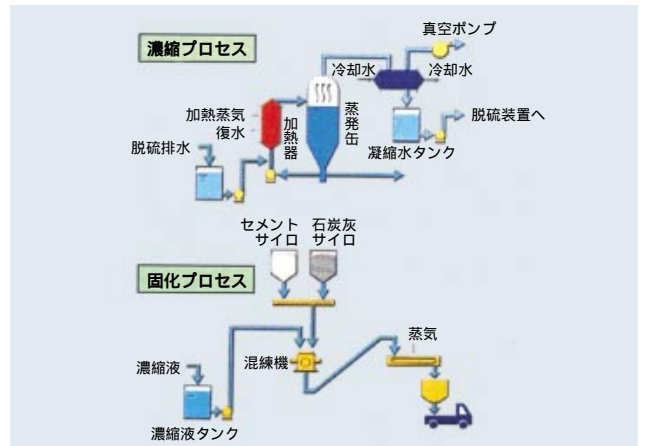 真空ポンプ
濃縮プロセス
冷却水
冷却水
加熱蒸気
復水
加熱器
蒸発缶
脱硫装置へ
脱硫排水
凝縮水タンク
セメント
サイロ
石炭灰
サイロ
固化プロセス
蒸気
混練機
濃縮液
濃縮液タンク